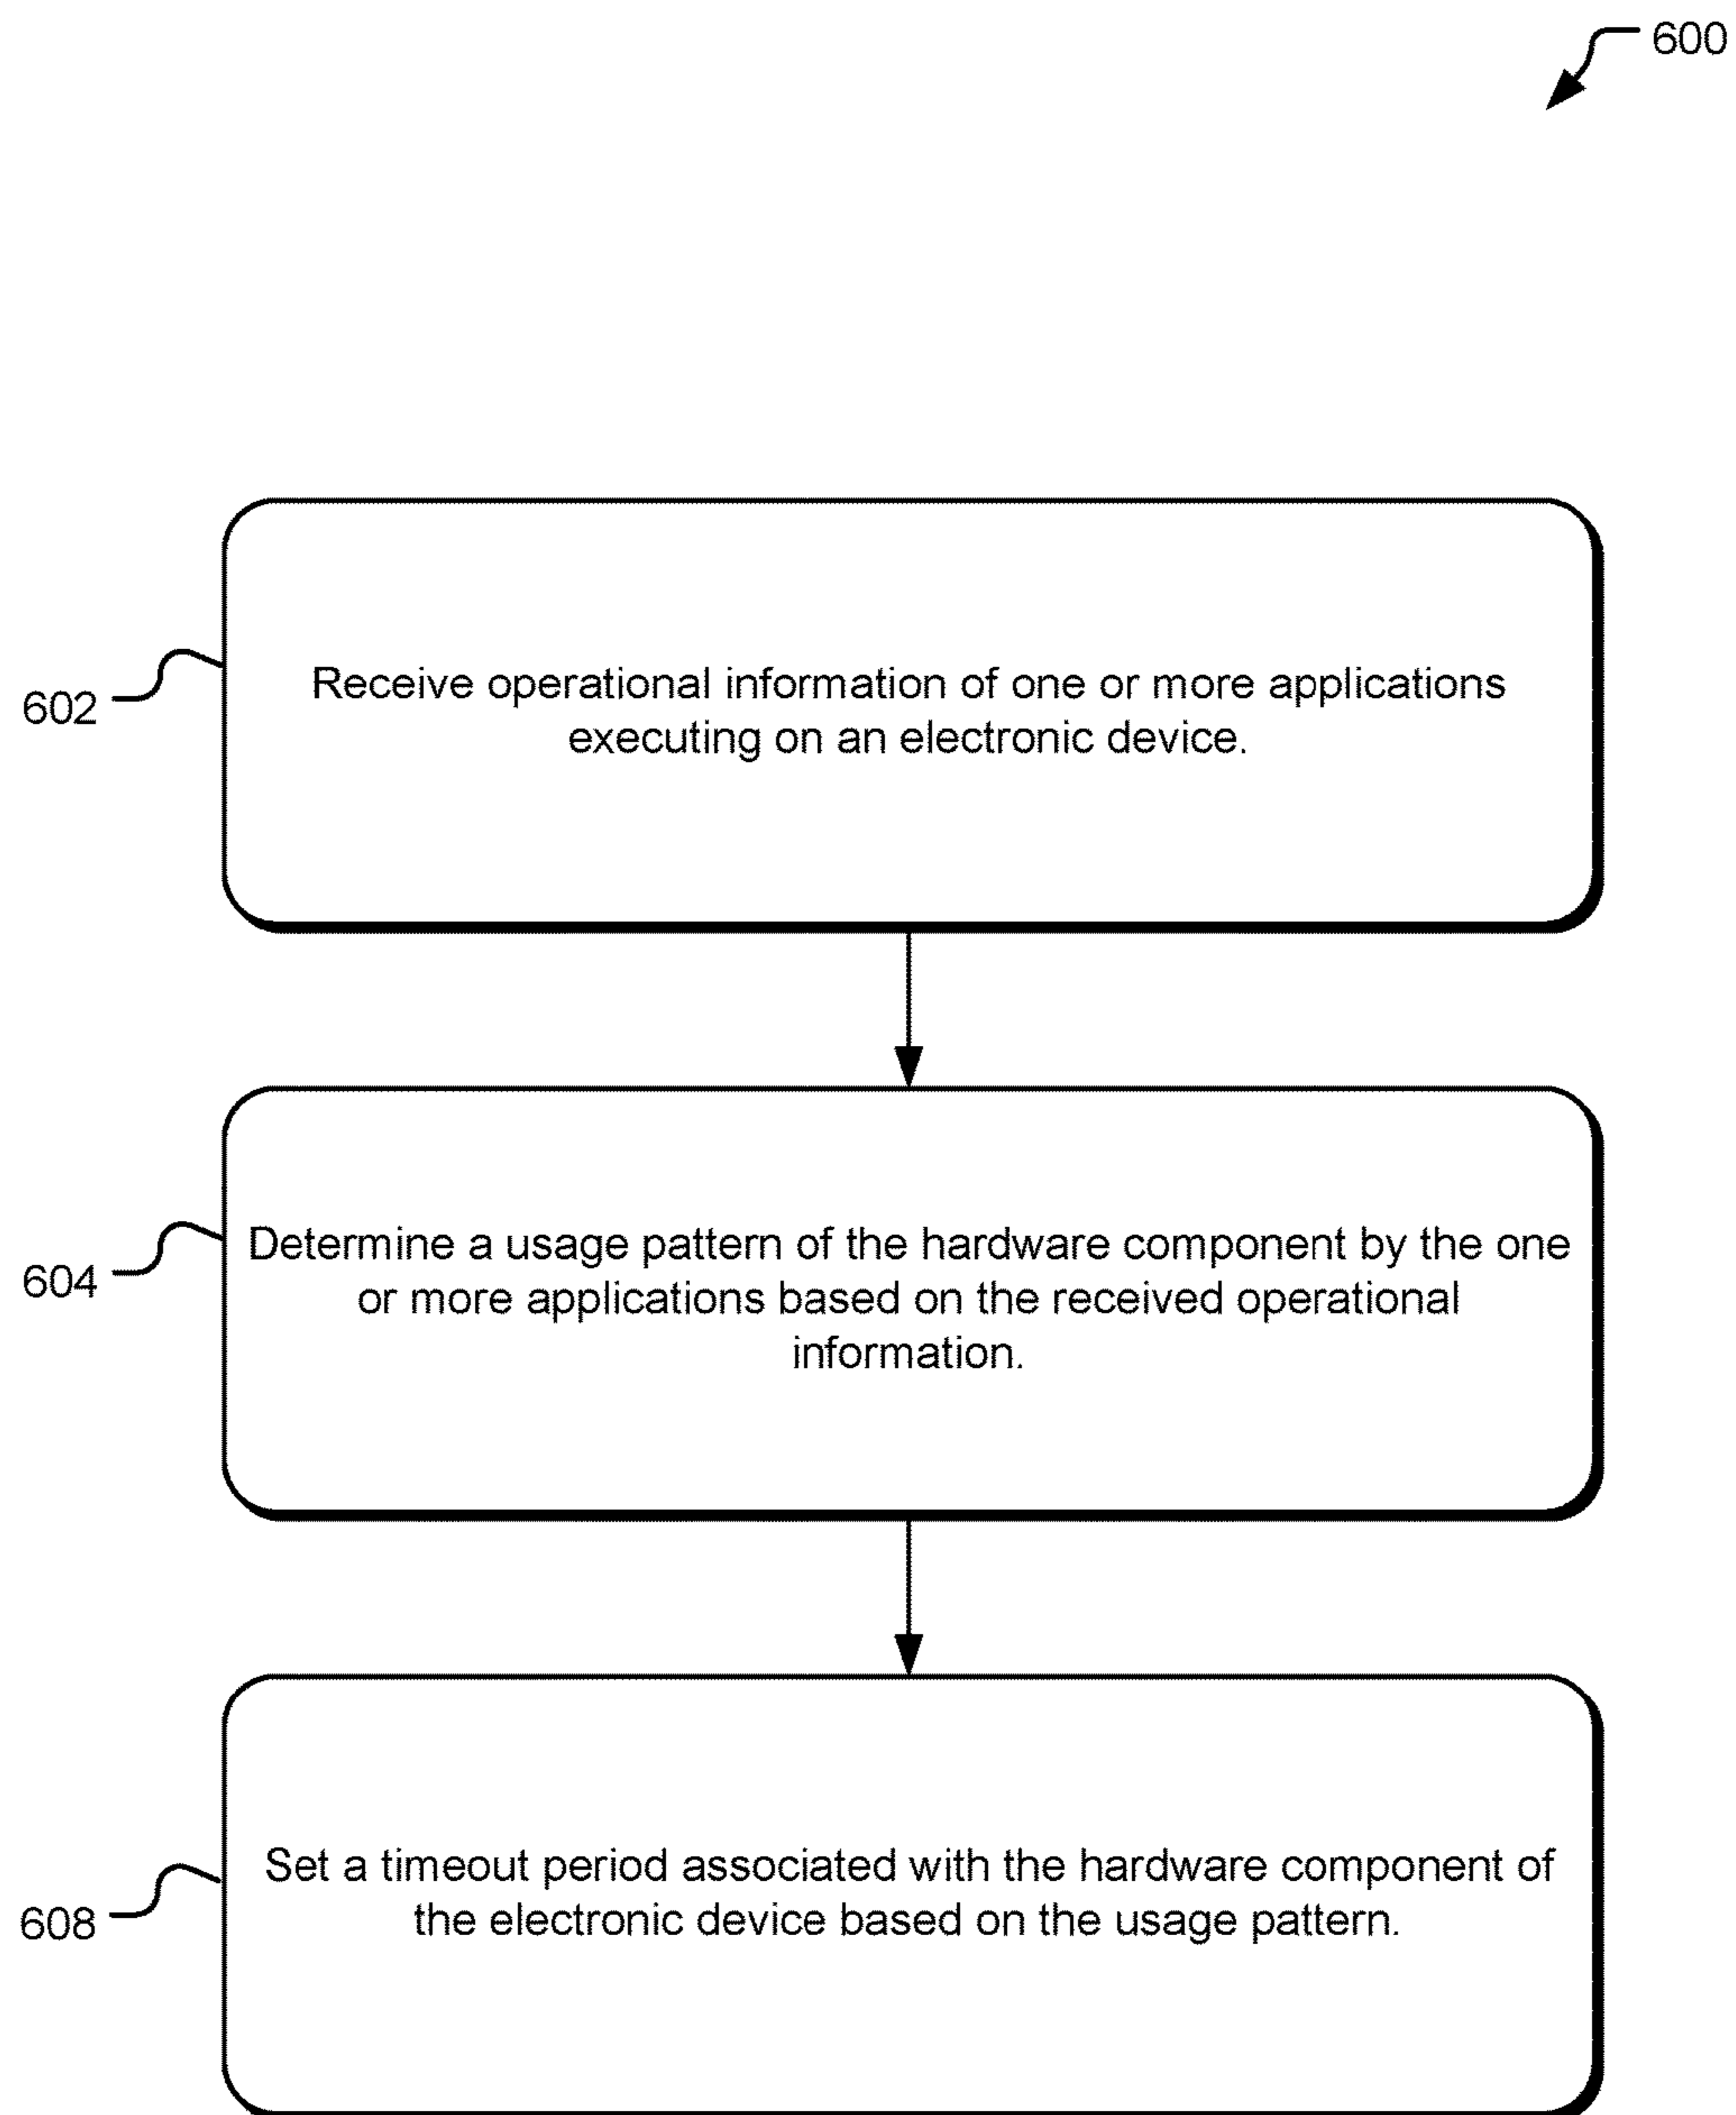 600
602
Receive operational information of one or more applications
executing on an electronic device.
604
Determine a usage pattern of the hardware component by the one
or more applications based on the received operational
information.
608
Set a timeout period associated with the hardware component of
the electronic device based on the usage pattern.